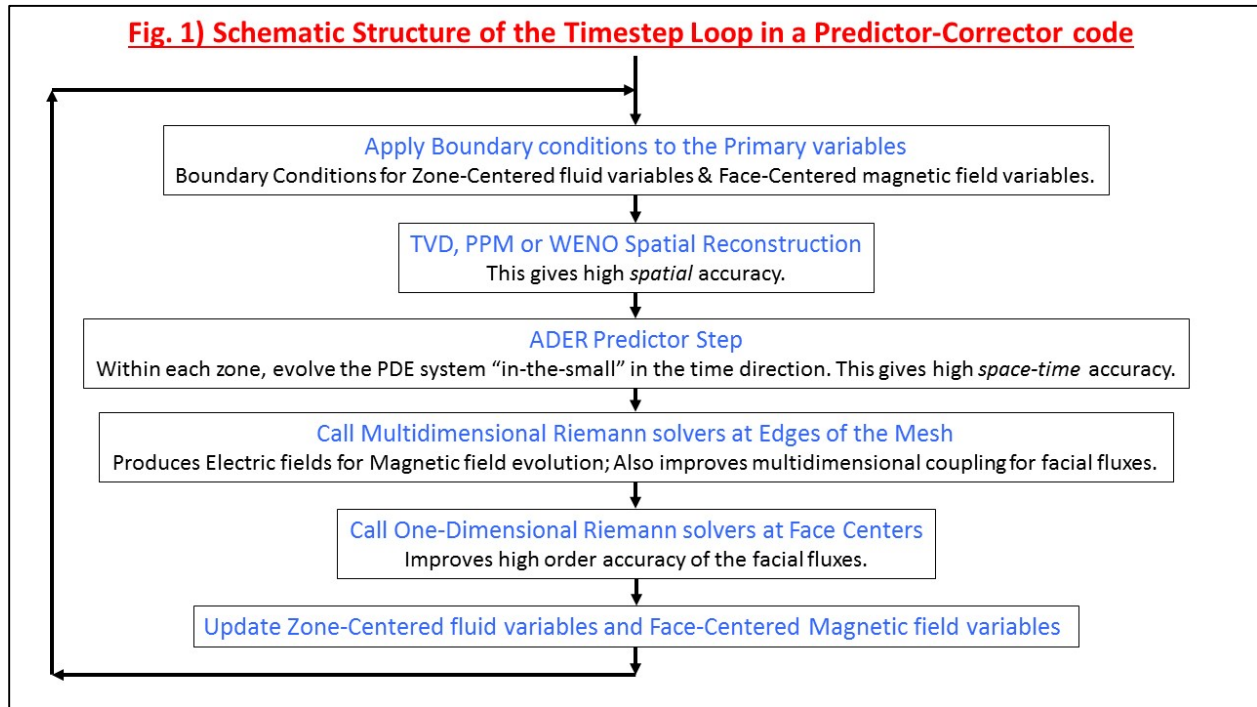 Fig. 1) Schematic Structure of the Timestep Loop in a Predictor-Corrector code
Apply Boundary conditions to the Primary variables
Boundary Conditions for Zone-Centered fluid variables & Face-Centered magnetic field variables.
TVD, PPM or WENO Spatial Reconstruction
This gives high spatial accuracy.
ADER Predictor Step
Within each zone, evolve the PDE system “in-the-small” in the time direction. This gives high space-time accuracy.
Call Multidimensional Riemann solvers at Edges of the Mesh
Produces Electric fields for Magnetic field evolution; Also improves multidimensional coupling for facial fluxes.
Call One-Dimensional Riemann solvers at Face Centers
Improves high order accuracy of the facial fluxes.
Update Zone-Centered fluid variables and Face-Centered Magnetic field variables